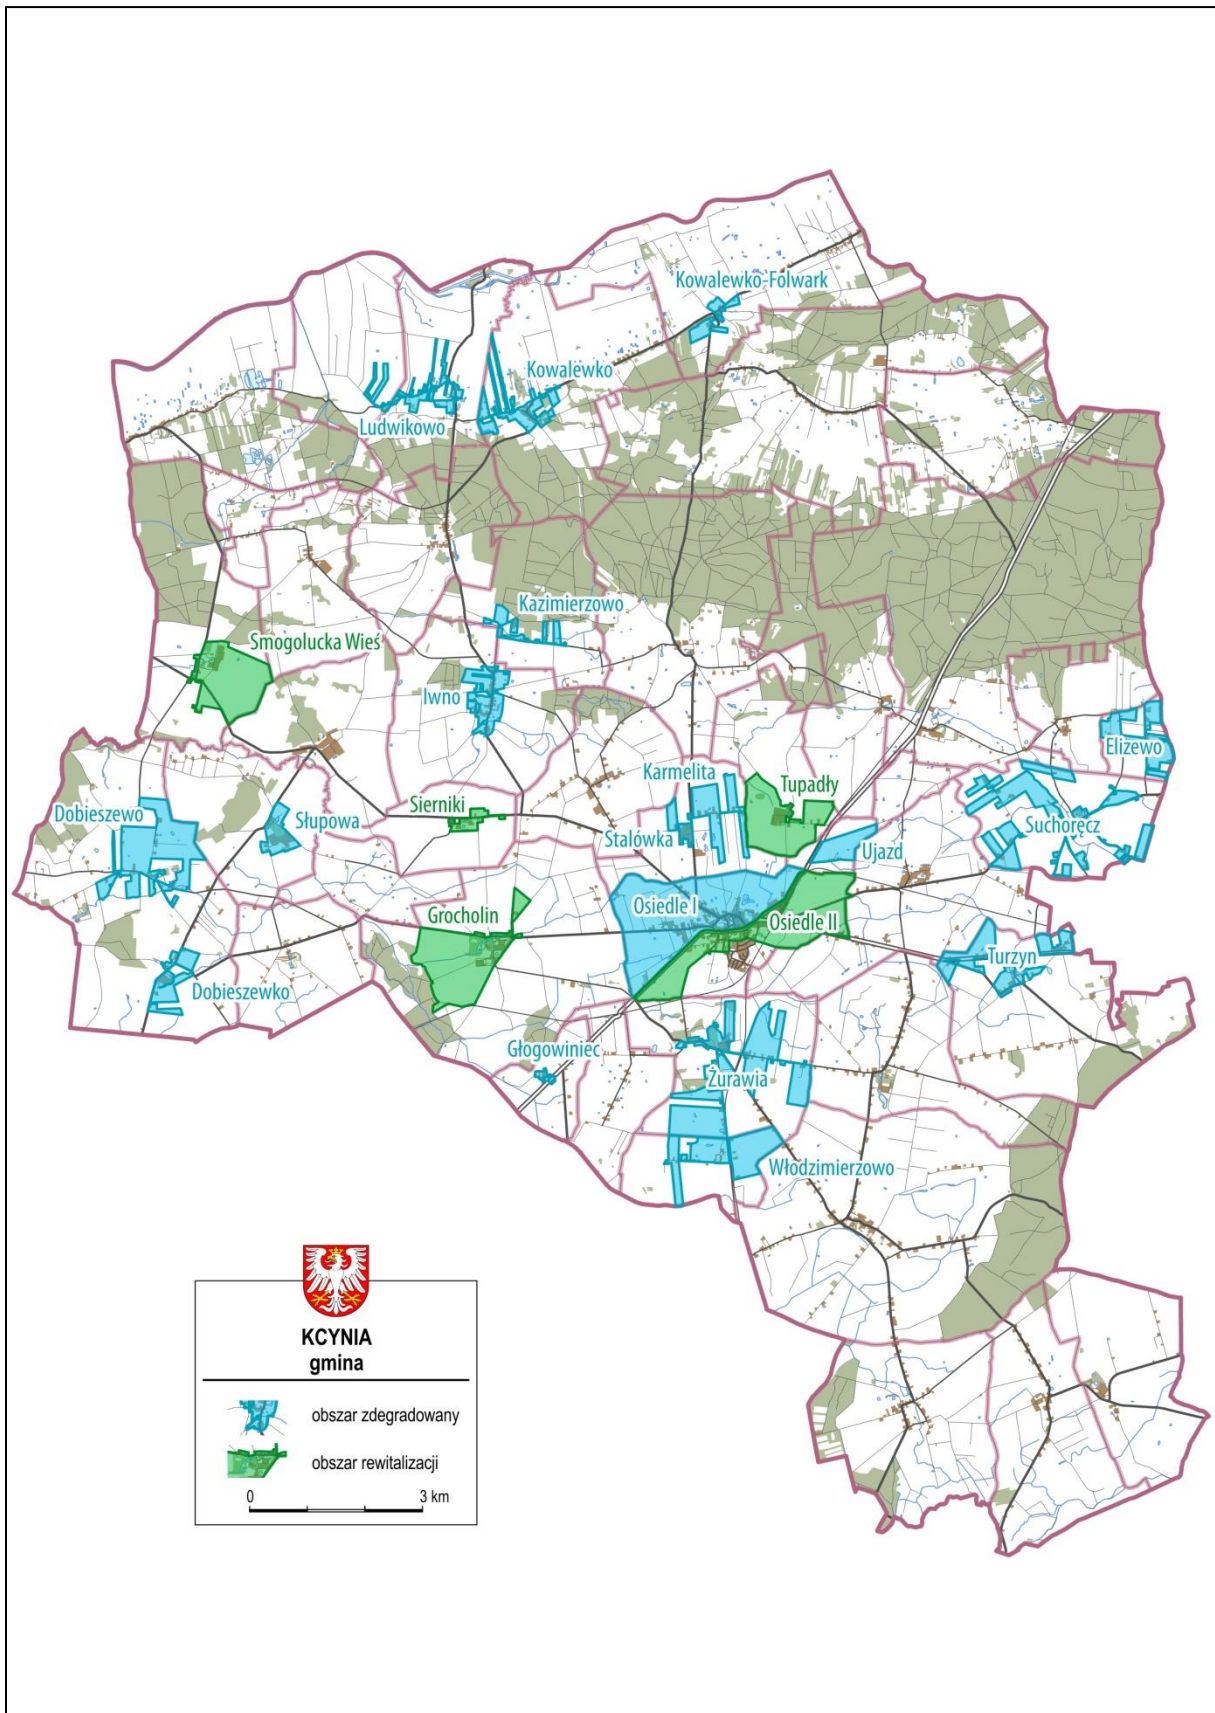 Kowalewko-Folwark
Kowalewko
Ludwikowo
Kazimierzowo
Smogolucka Wieś
Iwno
Elizewo
Karmelita
Tupadły
Sierniki
Dobieszewo
Słupowa
Stalówka
Suchoręcz
Ujazd
Osiedle I
Grocholin
Osiedle II
Turzyn
Dobieszewko
Głogowiniec
Żurawia
Włodzimierzowo
KCYNIA
gmina
obszar zdegradowany
obszar rewitalizacji
0 3 km